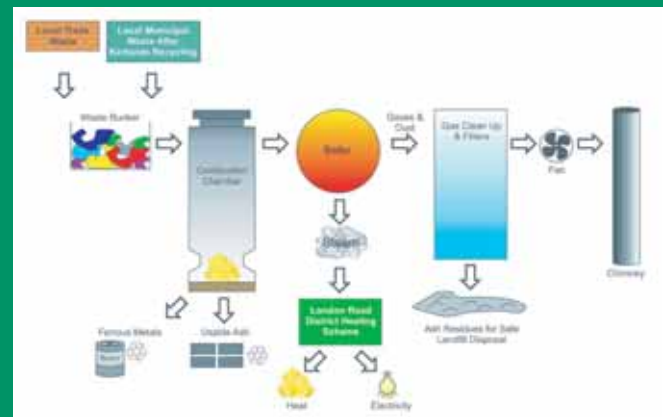 Local Trade
Waste
Local Municipal
Waste After
Kerbside Recycling
Waste Bunker
Combustion
Chamber
Boiler
Gases &
Dust
Gas Clean Up
& Filters
Fan
Chimney
Steam
London Road
District Heating
Scheme
Ferrous Metals
Usable Ash
Ash Residues for Safe
Landfill Disposal
Heat
Electricity